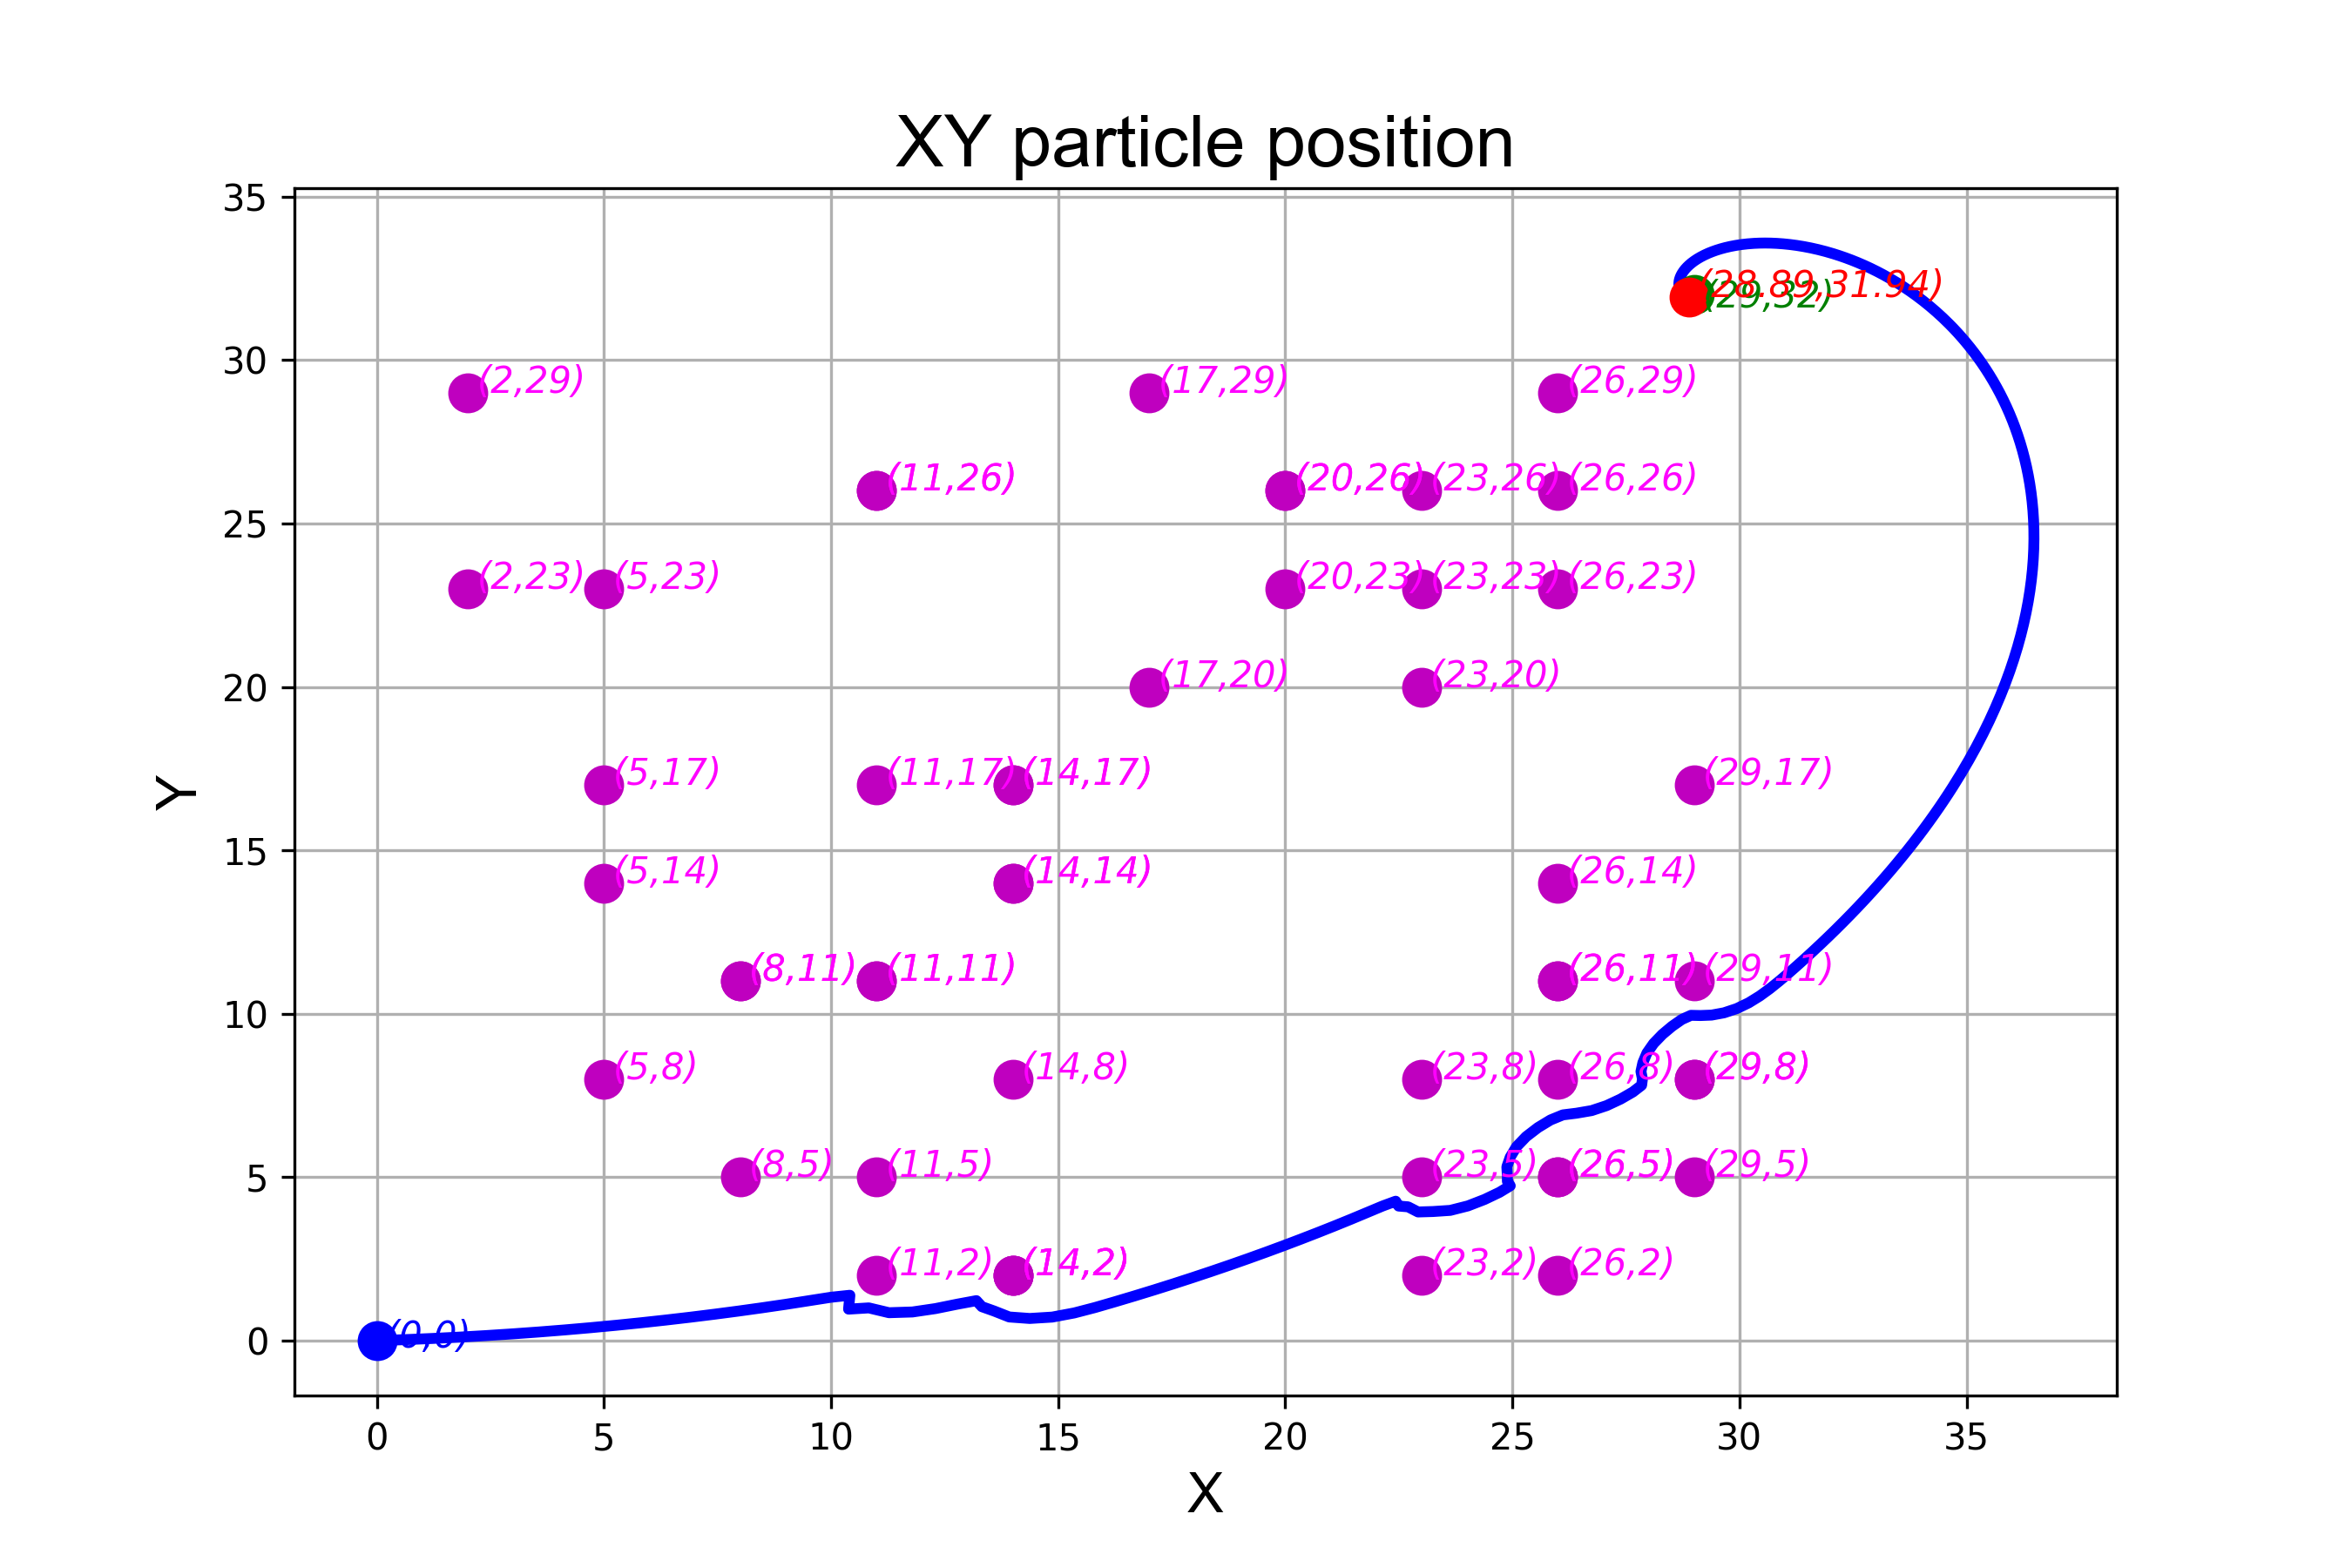 XY particle position
35
(28.89,31.94)
(29,32)
30
(2,29) (17,29) (26,29)
(11,26) (20,26) (23,26) (26,26)
25
(2,23) (5,23) (20,23) (23,23) (26,23)
20
(17,20) (23,20)
(5,17) (11,17) (14,17) (29,17)
Y
15
(5,14) (14,14) (26,14)
(8,11) (11,11) (26,11) (29,11)
10
(5,8) (14,8) (23,8) (26,8) (29,8)
5
(8,5) (11,5) (23,5) (26,5) (29,5)
(11,2) (14,2) (23,2) (26,2)
0
(0,0)
0 5 10 15 20 25 30 35
X